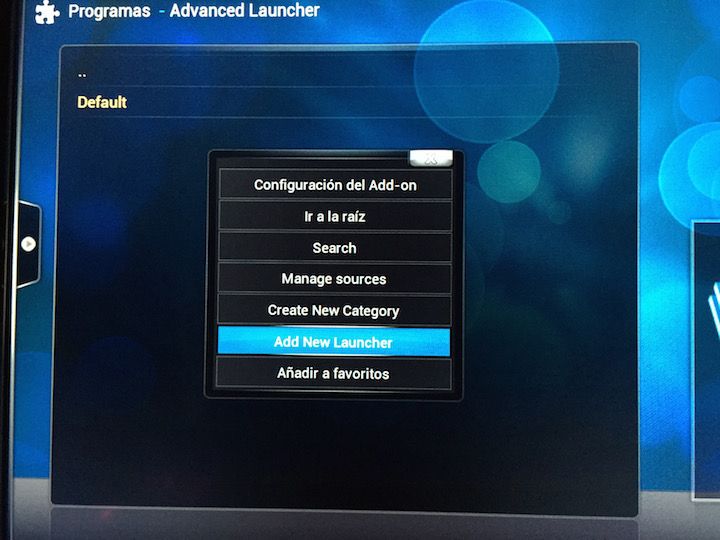 Programas - Advanced Launcher
..
Default
Configuración del Add-on
Ir a la raíz
Search
Manage sources
Create New Category
Add New Launcher
Añadir a favoritos